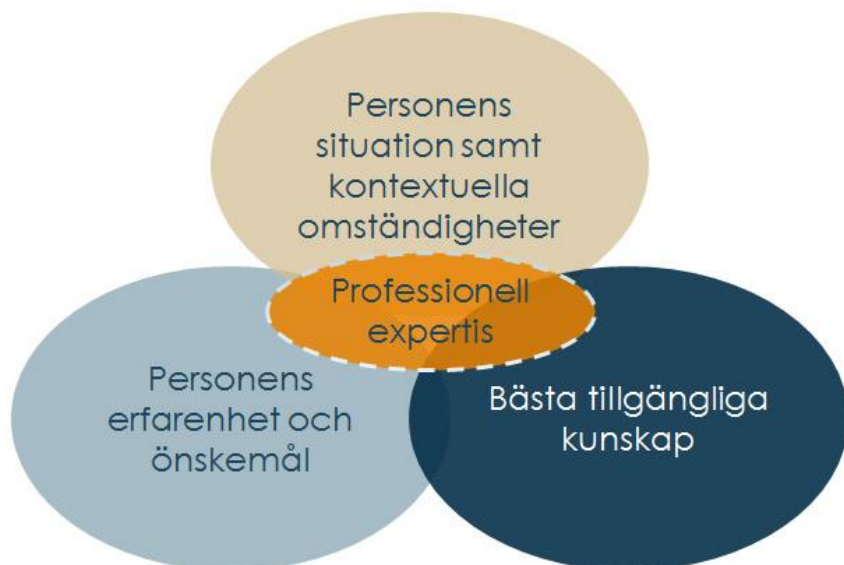 Personens
situation samt
kontextuella
omständigheter
Professionell
expertis
Personens
erfarenhet och
önskemål
Bästa tillgängliga
kunskap